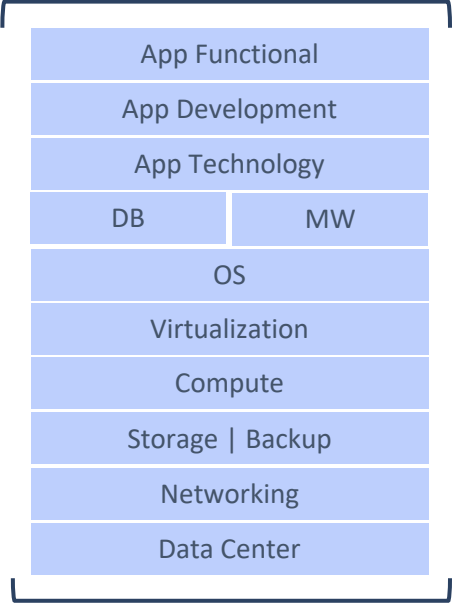 App Functional
App Development
App Technology
DB MW
OS
Virtualization
Compute
Storage | Backup
Networking
Data Center